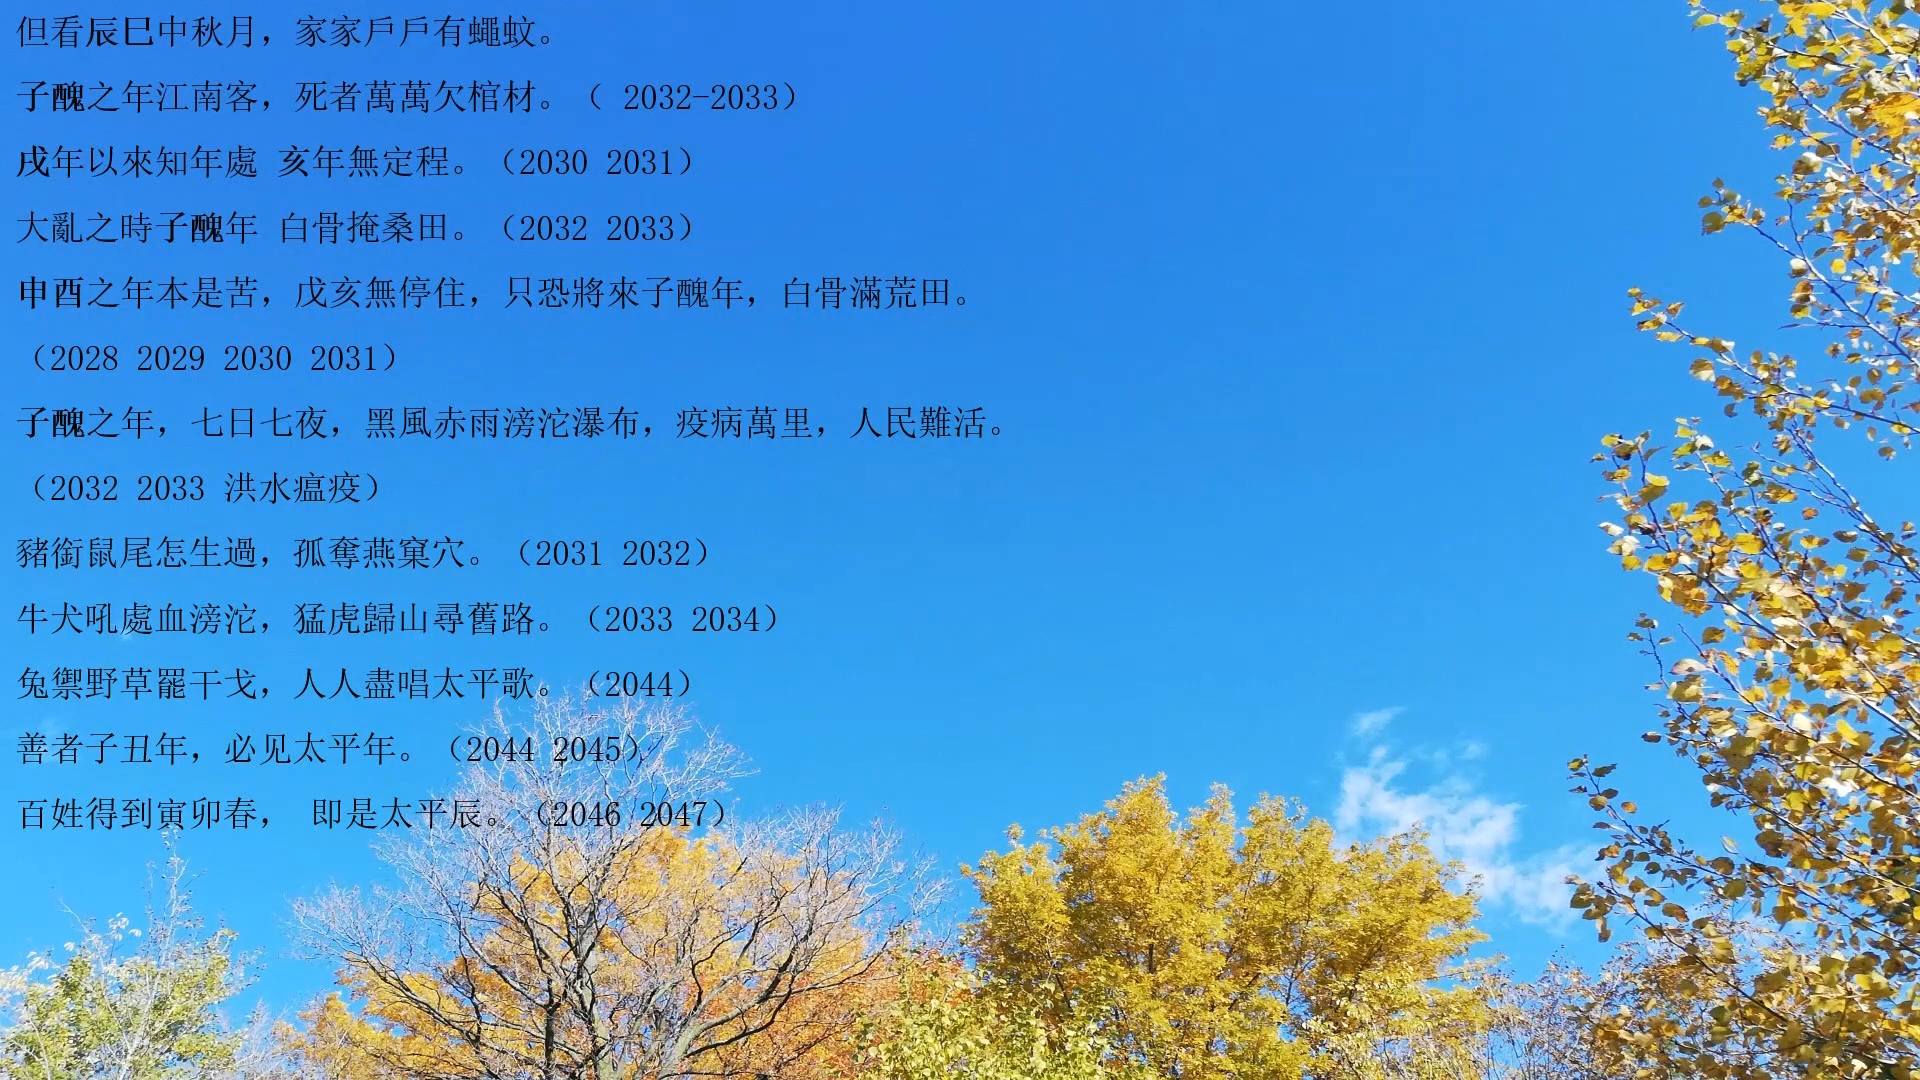 但看辰巳中秋月，家家戶戶有蠅蚊。
子醜之年江南客，死者萬萬欠棺材。（ 2032-2033）
戌年以來知年處 亥年無定程。（2030 2031）
大亂之時子醜年 白骨掩桑田。（2032 2033）
申酉之年本是苦，戊亥無停住，只恐將來子醜年，白骨滿荒田。
（2028 2029 2030 2031）
子醜之年，七日七夜，黑風赤雨滂沱瀑布，疫病萬里，人民難活。
（2032 2033 洪水瘟疫）
豬銜鼠尾怎生過，孤奪燕窠穴。（2031 2032）
牛犬吼處血滂沱，猛虎歸山尋舊路。（2033 2034）
兔禦野草罷干戈，人人盡唱太平歌。（2044）
善者子丑年，必见太平年。（2044 2045）
百姓得到寅卯春， 即是太平辰。（2046 2047）